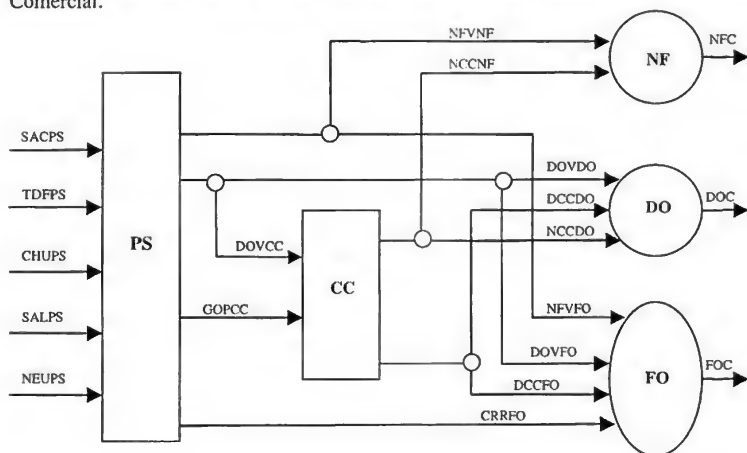 Comercial.
NFVNF
NFC
NF
NCCNF
SACPS
DOVDO
TDFPS
DCCDO
DO
DOC
PS
DOVCC
NCCDO
CHUPS
CC
NFVFO
GOPCC
SALPS
DOVFO
FO
FOC
NEUPS
DCCFO
CRRFO